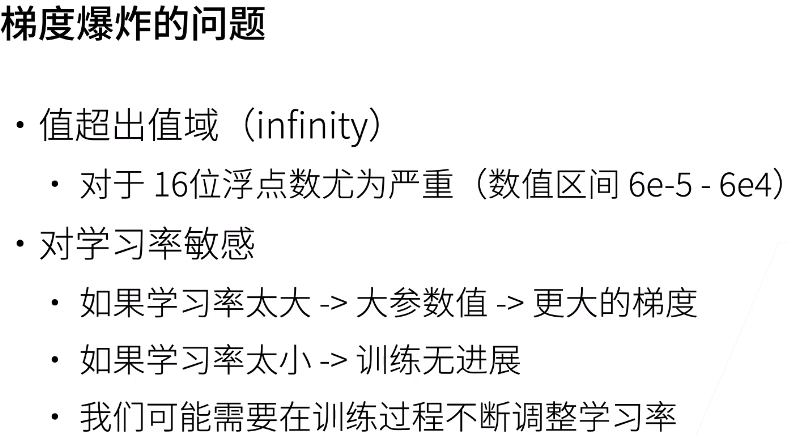 梯度爆炸的问题
• 值超出值域（infinity）
• 对于 16位浮点数尤为严重（数值区间 6e-5 - 6e4）
• 对学习率敏感
• 如果学习率太大 -> 大参数值 -> 更大的梯度
• 如果学习率太小 -> 训练无进展
• 我们可能需要在训练过程不断调整学习率